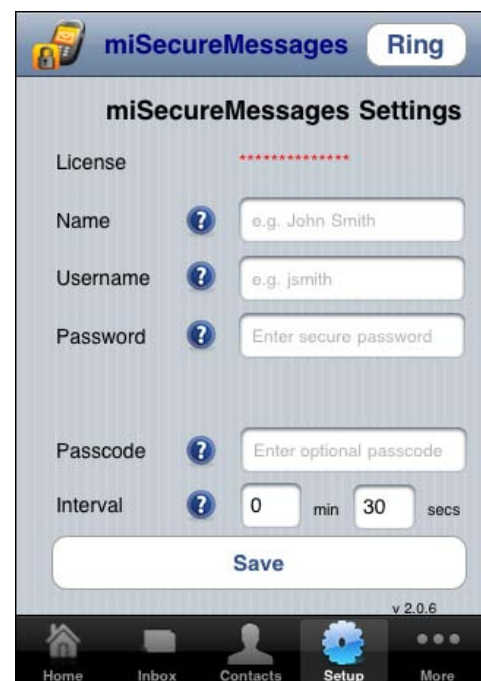 miSecureMessages Ring
miSecureMessages Settings
License **************
Name ? e.g. John Smith
Username ? e.g. jsmith
Password ? Enter secure password
Passcode ? Enter optional passcode
Interval ? 0 min 30 secs
Save
v 2.0.6
Home Inbox Contacts Setup More